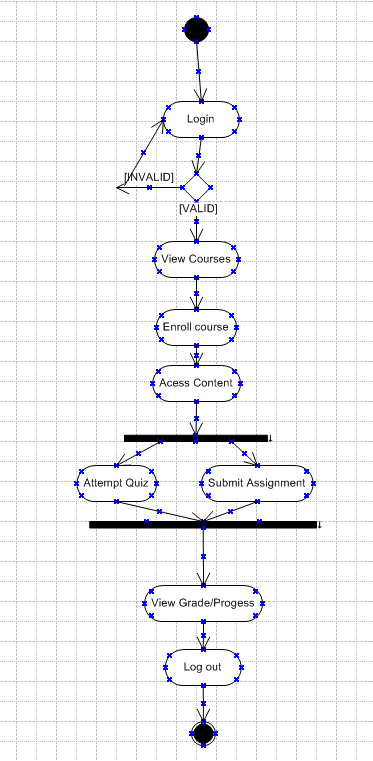 Login
[INVALID]
[VALID]
View Courses
Enroll course
Acess Content
Attempt Quiz
Submit Assignment
View Grade/Progess
Log out